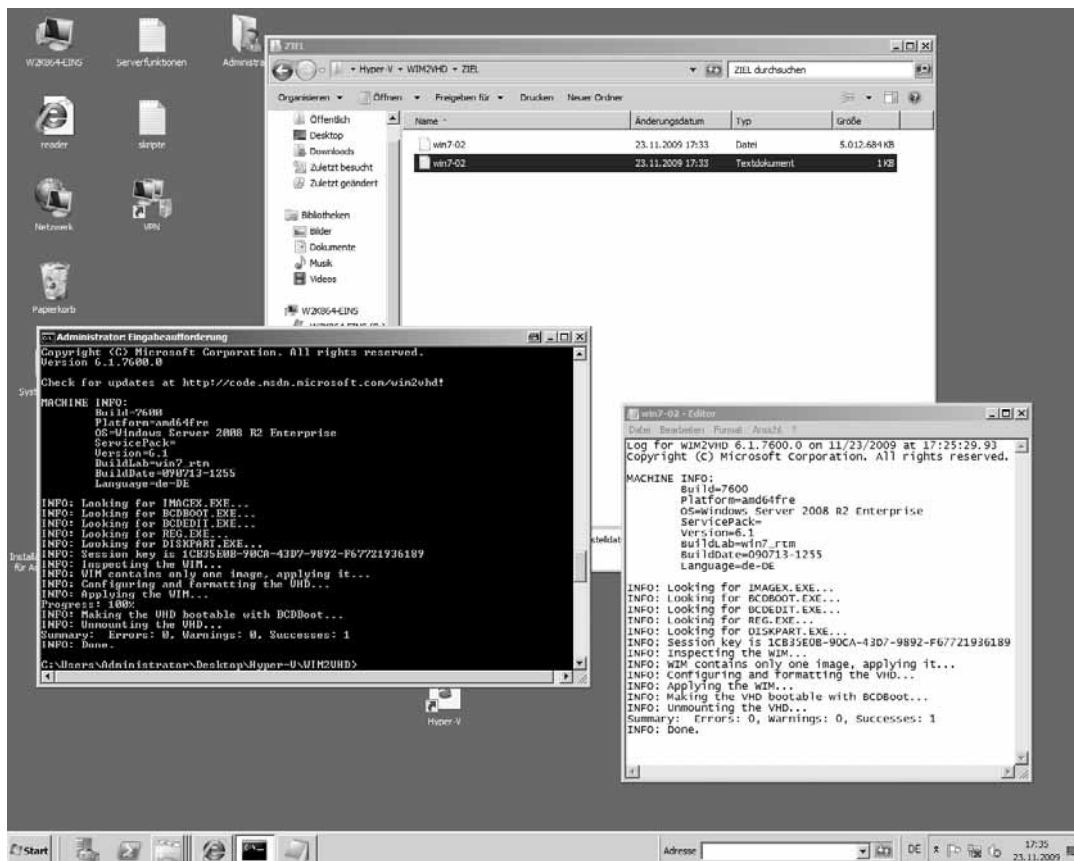 W2K864-EINS
Serverfunktionen
Administra
reader
skripte
Netzwerk
VPN
Papierkorb
Syst
Install
für A
ZIEL
Hyper-V
WIM2VHD
ZIEL
ZIEL durchsuchen
Organisieren
Öffnen
Freigeben für
Drucken
Neuer Ordner
Öffentlich
Desktop
Downloads
Zuletzt besucht
Zuletzt geändert
Bibliotheken
Bilder
Dokumente
Musik
Videos
W2K864-EINS
Name
Änderungsdatum
Typ
Größe
win7-02 23.11.2009 17:33 Datei 5.012.684 KB
win7-02 23.11.2009 17:33 Textdokument 1 KB
stelldat
Administrator: Eingabeaufforderung
Copyright (C) Microsoft Corporation. All rights reserved.
Version 6.1.7600.0
Check for updates at http://code.msdn.microsoft.com/wim2vhd!
MACHINE INFO:
Build=7600
Platform=amd64fre
OS=Windows Server 2008 R2 Enterprise
ServicePack=
Version=6.1
BuildLab=win7_rtm
BuildDate=090713-1255
Language=de-DE
INFO: Looking for IMAGEX.EXE...
INFO: Looking for BCDBOOT.EXE...
INFO: Looking for BCDEDIT.EXE...
INFO: Looking for REG.EXE...
INFO: Looking for DISKPART.EXE...
INFO: Session key is 1CB35E0B-90CA-43D7-9892-F67721936189
INFO: Inspecting the WIM...
INFO: WIM contains only one image, applying it...
INFO: Configuring and formatting the VHD...
INFO: Applying the WIM...
Progress: 100%
INFO: Making the VHD bootable with BCDBoot...
INFO: Unmounting the VHD...
Summary: Errors: 0, Warnings: 0, Successes: 1
INFO: Done.
C:\Users\Administrator\Desktop\Hyper-V\WIM2VHD>
Hyper-V
win7-02 - Editor
Datei Bearbeiten Format Ansicht ?
Log for WIM2VHD 6.1.7600.0 on 11/23/2009 at 17:25:29.93
Copyright (C) Microsoft Corporation. All rights reserved.
MACHINE INFO:
Build=7600
Platform=amd64fre
OS=Windows Server 2008 R2 Enterprise
ServicePack=
Version=6.1
BuildLab=win7_rtm
BuildDate=090713-1255
Language=de-DE
INFO: Looking for IMAGEX.EXE...
INFO: Looking for BCDBOOT.EXE...
INFO: Looking for BCDEDIT.EXE...
INFO: Looking for REG.EXE...
INFO: Looking for DISKPART.EXE...
INFO: Session key is 1CB35E0B-90CA-43D7-9892-F67721936189
INFO: Inspecting the WIM...
INFO: WIM contains only one image, applying it...
INFO: Configuring and formatting the VHD...
INFO: Applying the WIM...
INFO: Making the VHD bootable with BCDBoot...
INFO: Unmounting the VHD...
Summary: Errors: 0, Warnings: 0, Successes: 1
INFO: Done.
Start
Adresse
DE
17:35
23.11.2009